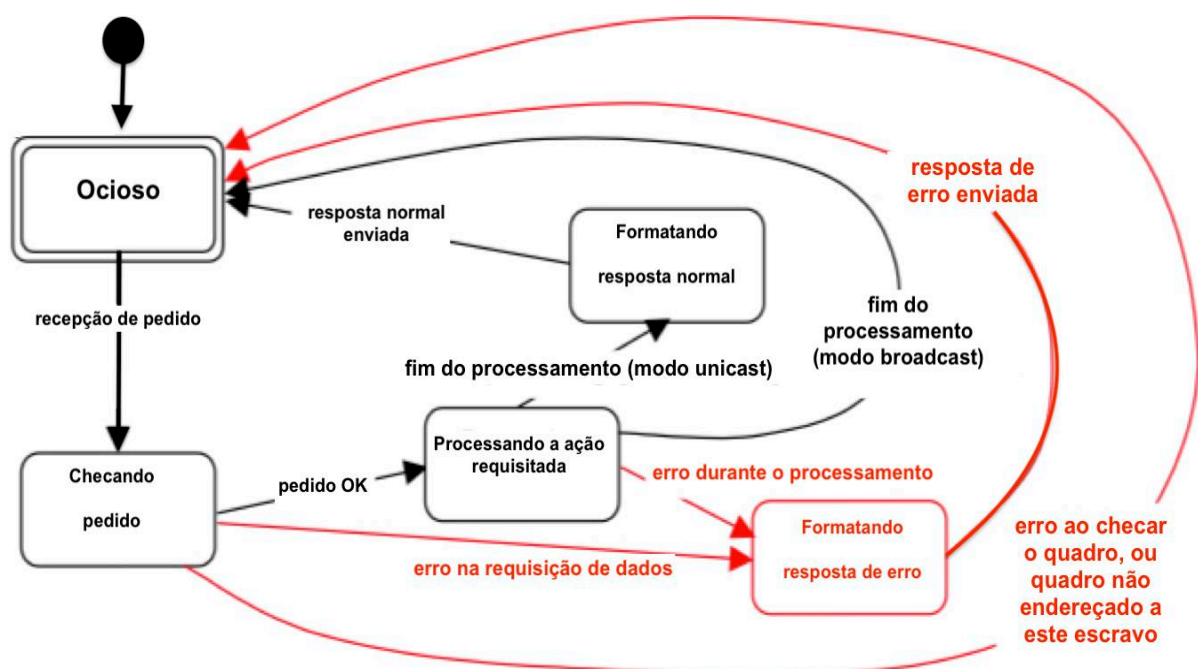 Ocioso
resposta de
erro enviada
resposta normal
enviada
Formatando
resposta normal
recepção de pedido
fim do
processamento
(modo broadcast)
fim do processamento (modo unicast)
Processando a ação
requisitada
Checando
pedido
pedido OK
erro durante o processamento
Formatando
resposta de erro
erro na requisição de dados
erro ao checar
o quadro, ou
quadro não
endereçado a
este escravo